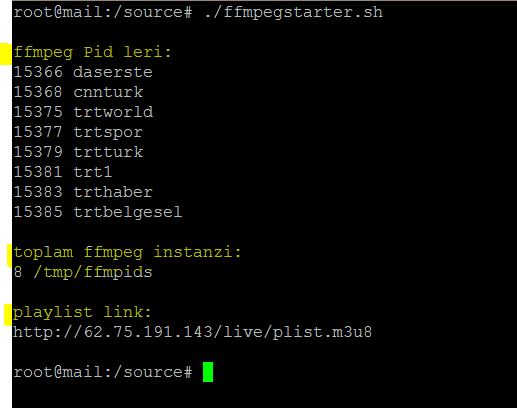 root@mail:/source# ./ffmpegstarter.sh
ffmpeg Pid leri:
15366 daserste
15368 cnnturk
15375 trtworld
15377 trtspor
15379 trtturk
15381 trt1
15383 trthaber
15385 trtbelgesel
toplam ffmpeg instanzi:
8 /tmp/ffmpids
playlist link:
http://62.75.191.143/live/plist.m3u8
root@mail:/source#